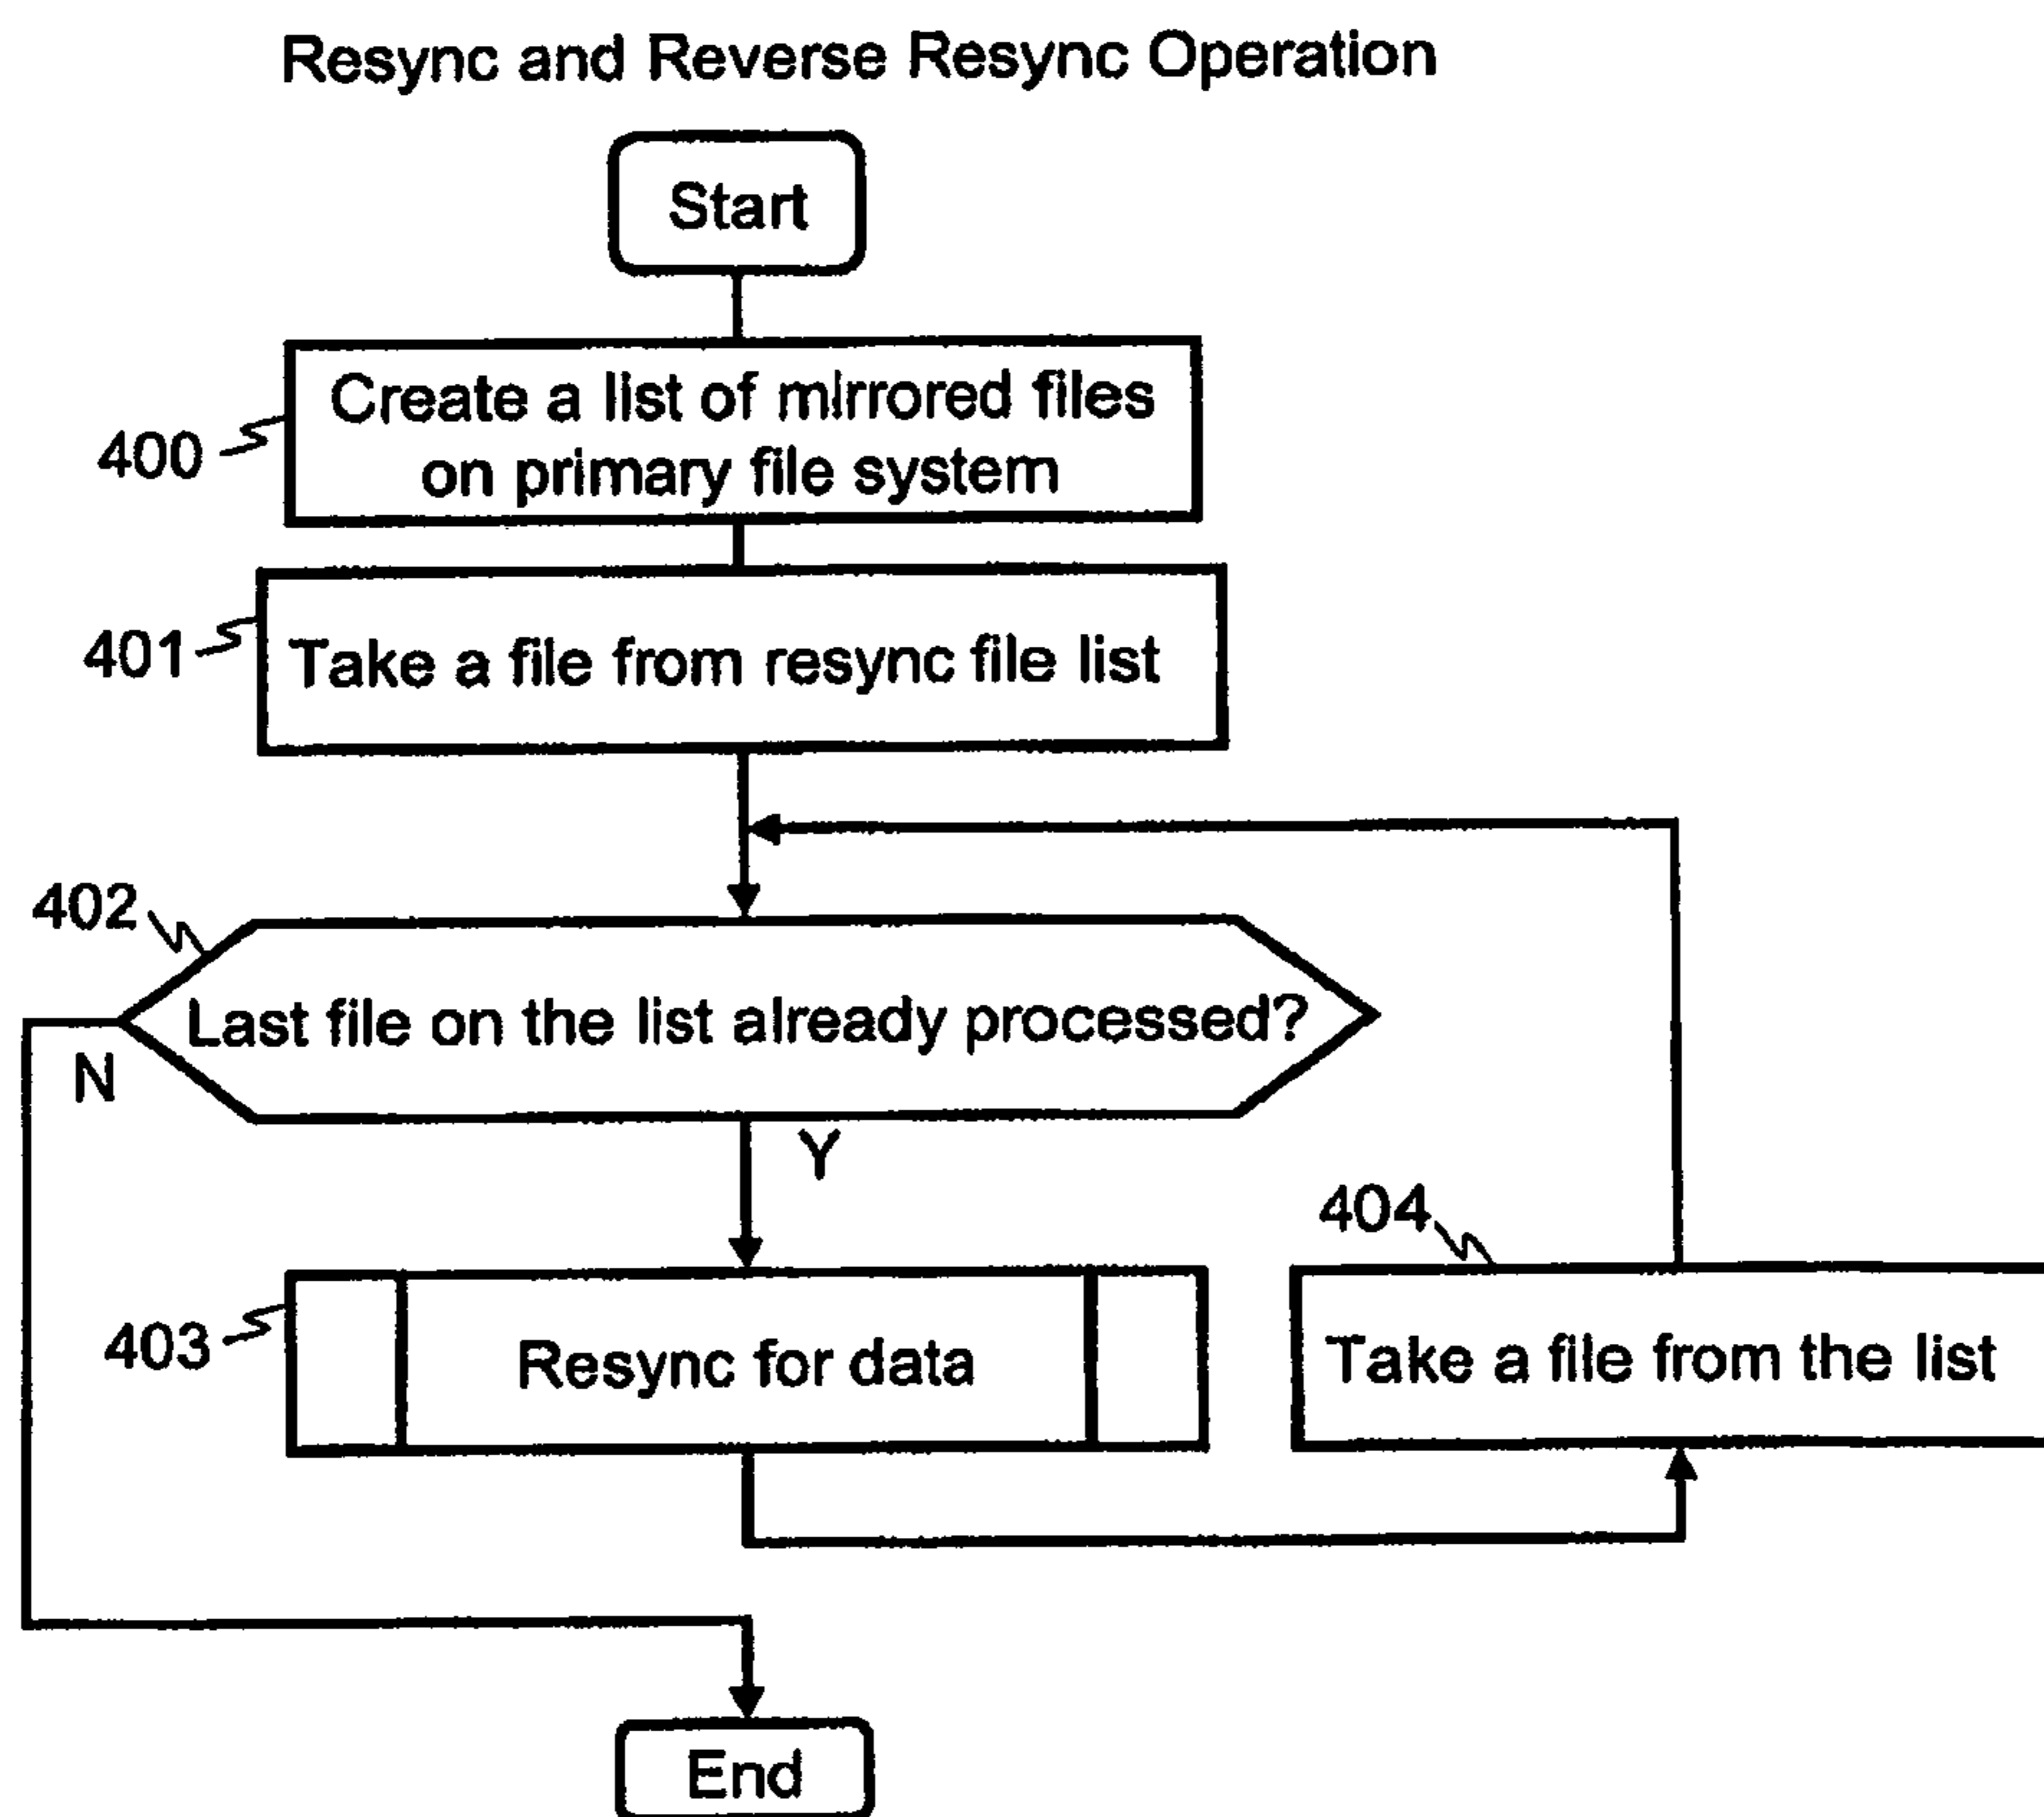 Resync and Reverse Resync Operation
Start
Create a list of mirrored files
on primary file system
400
Take a file from resync file list
401
402
Last file on the list already processed?
N
Y
404
403
Resync for data
Take a file from the list
End